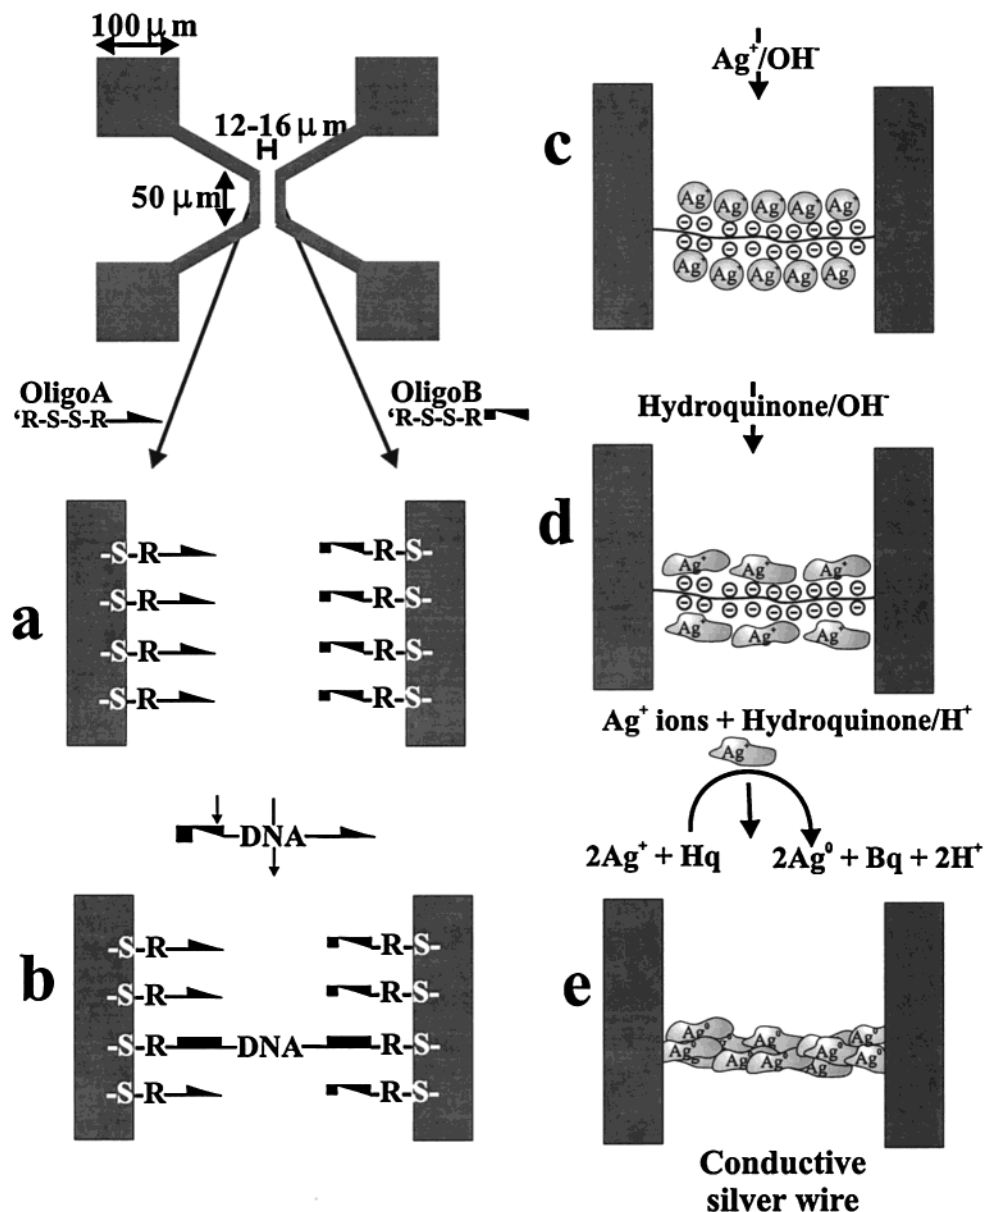 100 μm
12-16 μm
50 μm
OligoA
‘R-S-S-R
OligoB
‘R-S-S-R
a
-S-R
-R-S-
-S-R
-R-S-
-S-R
-R-S-
-S-R
-R-S-
DNA
b
-S-R
-R-S-
-S-R
-R-S-
-S-R DNA -R-S-
-S-R
-R-S-
Ag⁺/OH⁻
c
Ag⁺ Ag⁺ Ag⁺ Ag⁺ Ag⁺
Ag⁺ Ag⁺ Ag⁺ Ag⁺ Ag⁺
Hydroquinone/OH⁻
d
Ag⁺ Ag⁺ Ag⁺
Ag⁺ Ag⁺ Ag⁺
Ag⁺ ions + Hydroquinone/H⁺
Ag⁺
2Ag⁺ + Hq 2Ag⁰ + Bq + 2H⁺
e
Ag⁰ Ag⁰ Ag⁰
Ag⁰ Ag⁰ Ag⁰
Ag⁰ Ag⁰ Ag
Conductive
silver wire